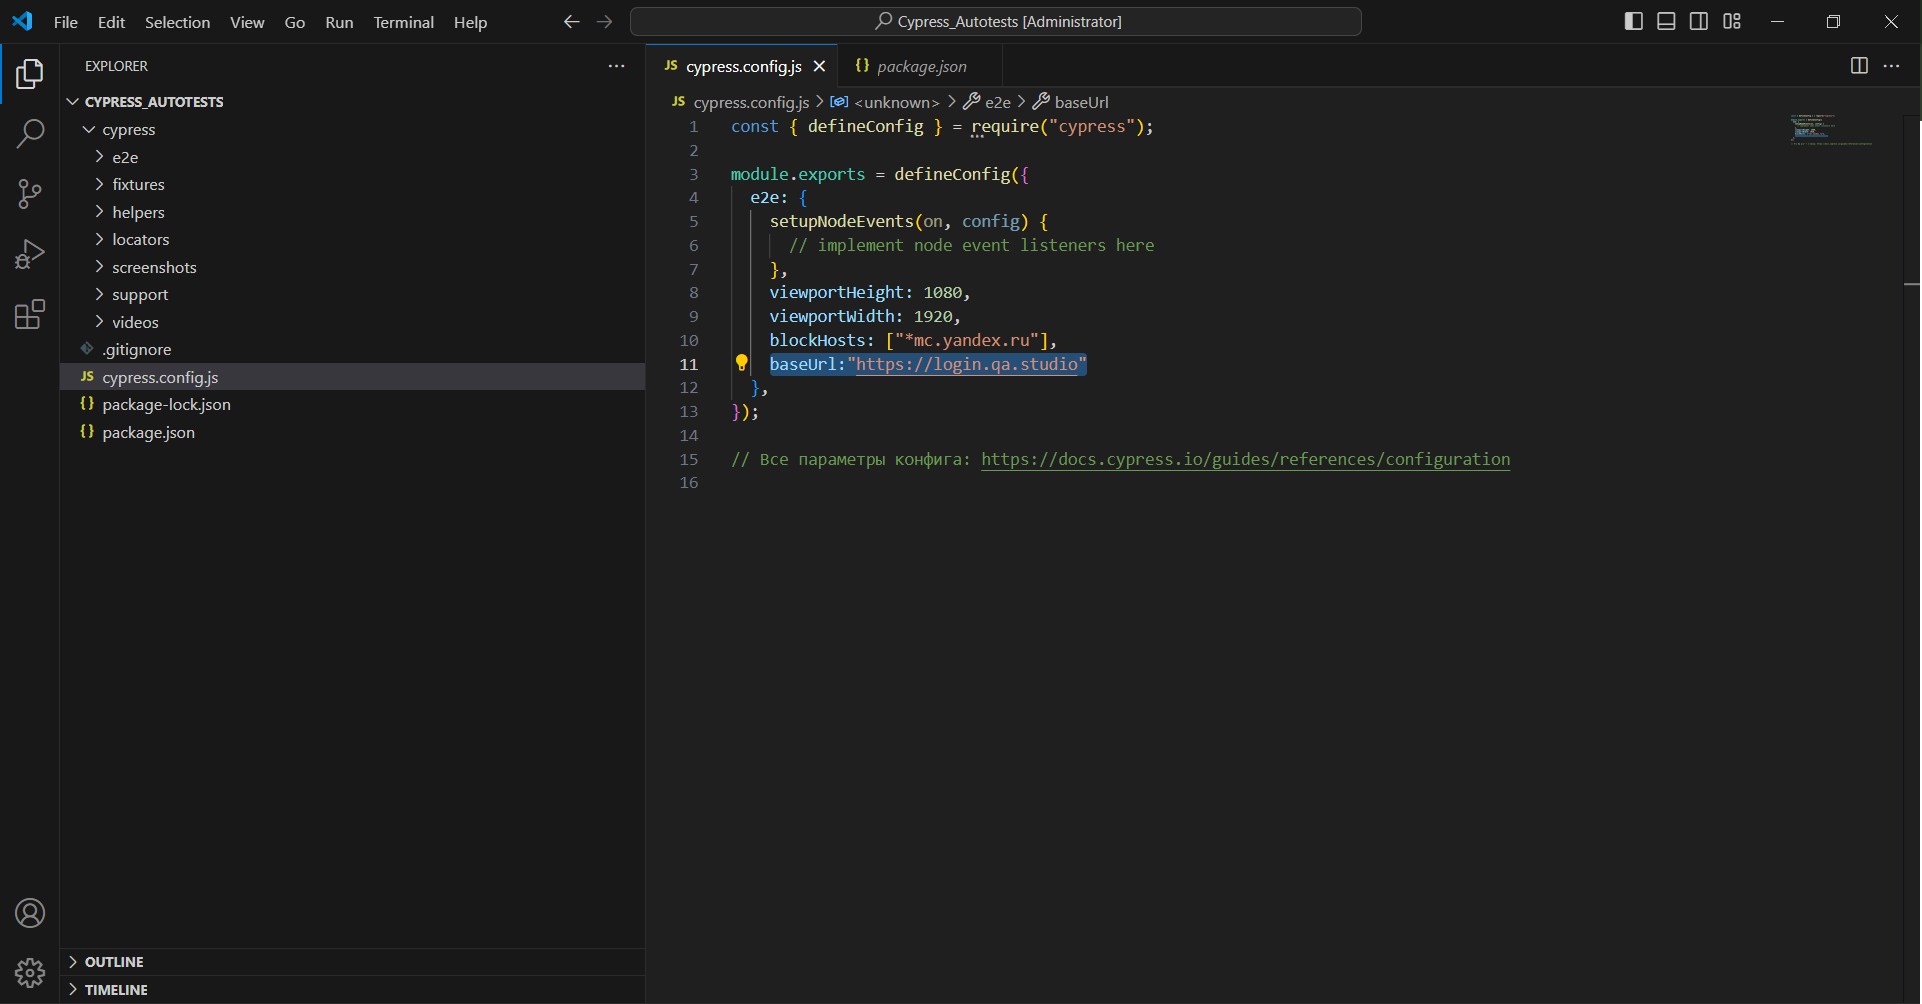 File Edit Selection View Go Run Terminal Help
Cypress_Autotests [Administrator]
EXPLORER
CYPRESS_AUTOTESTS
cypress
e2e
fixtures
helpers
locators
screenshots
support
videos
.gitignore
JS cypress.config.js
{} package-lock.json
{} package.json
OUTLINE
TIMELINE
JS cypress.config.js
{} package.json
JS cypress.config.js > <unknown> > e2e > baseUrl
1 const { defineConfig } = require("cypress");
2
3 module.exports = defineConfig({
4 e2e: {
5 setupNodeEvents(on, config) {
6 // implement node event listeners here
7 },
8 viewportHeight: 1080,
9 viewportWidth: 1920,
10 blockHosts: ["*mc.yandex.ru"],
11 baseUrl:"https://login.qa.studio"
12 },
13 });
14
15 // Все параметры конфига: https://docs.cypress.io/guides/references/configuration
16